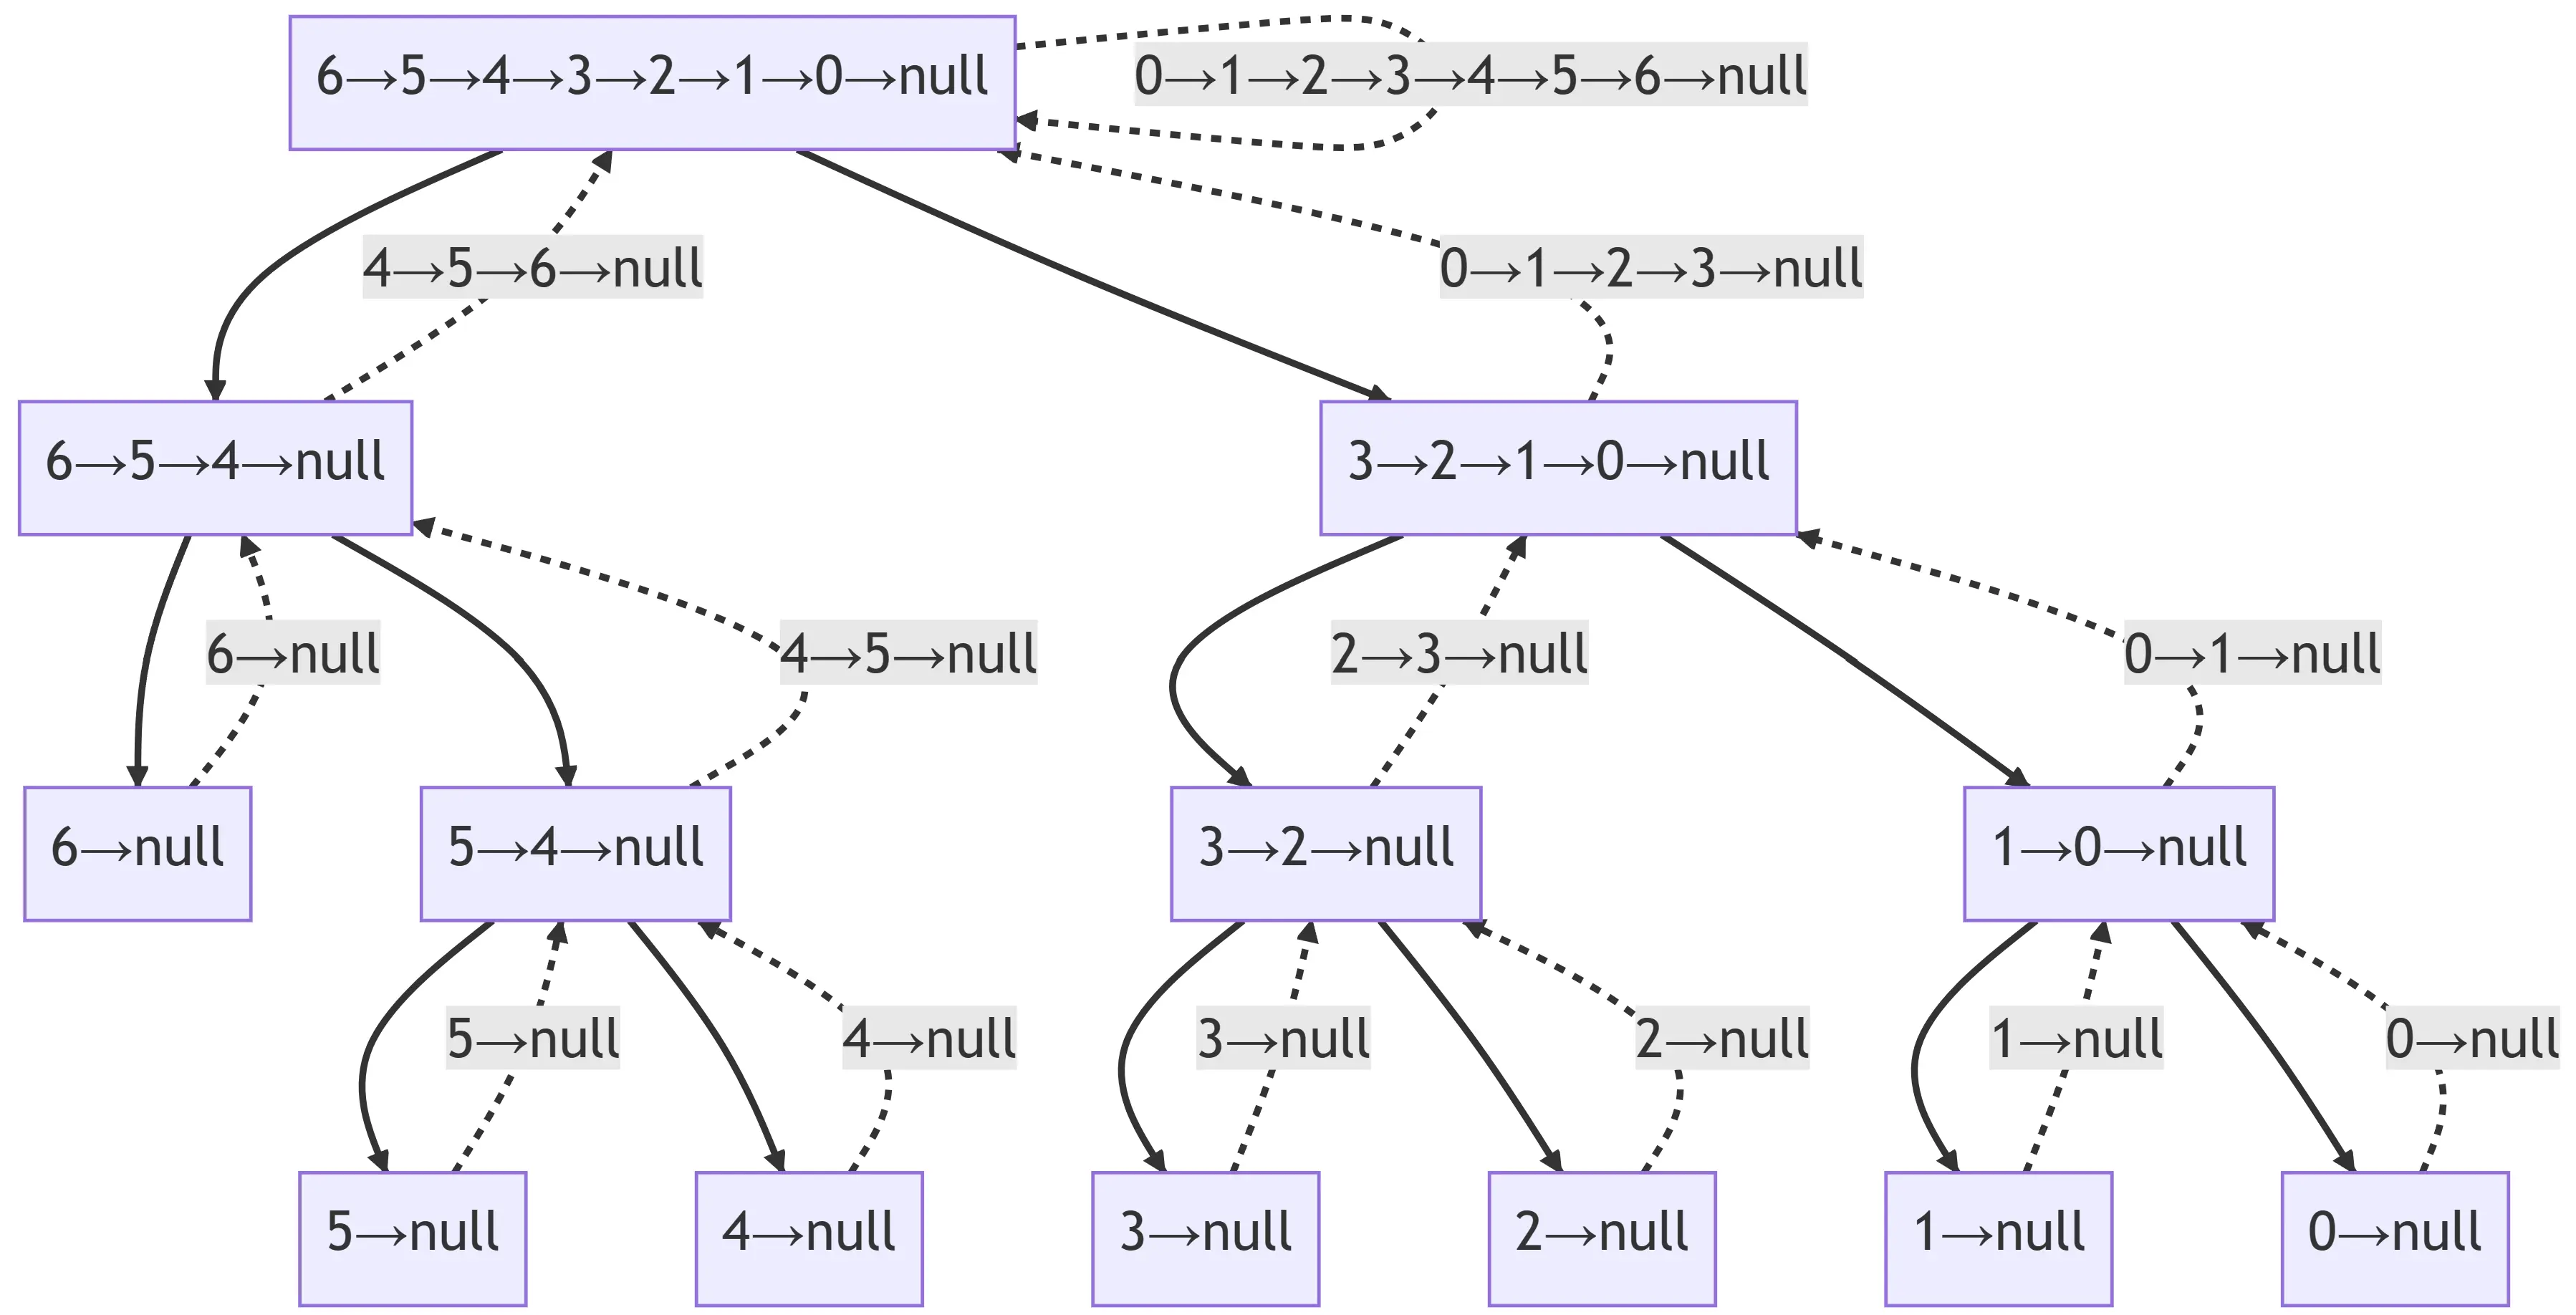 6→5→4→3→2→1→0→null
0→1→2→3→4→5→6→null
4→5→6→null
0→1→2→3→null
6→5→4→null
3→2→1→0→null
6→null
4→5→null
2→3→null
0→1→null
6→null
5→4→null
3→2→null
1→0→null
5→null
4→null
3→null
2→null
1→null
0→null
5→null
4→null
3→null
2→null
1→null
0→null